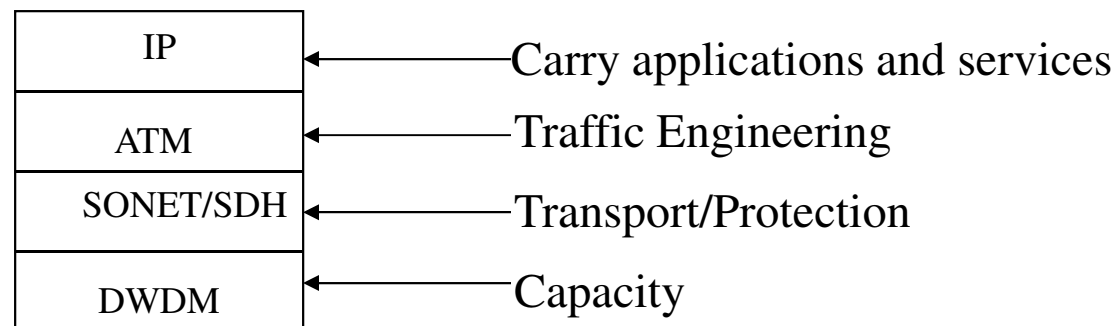 IP
Carry applications and services
ATM
Traffic Engineering
SONET/SDH
Transport/Protection
DWDM
Capacity